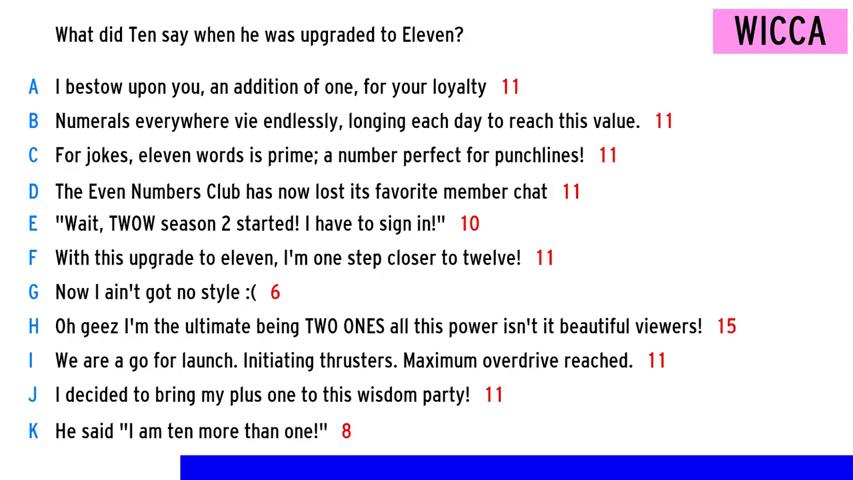 What did Ten say when he was upgraded to Eleven?
WICCA
A I bestow upon you, an addition of one, for your loyalty 11
B Numerals everywhere vie endlessly, longing each day to reach this value. 11
C For jokes, eleven words is prime; a number perfect for punchlines! 11
D The Even Numbers Club has now lost its favorite member chat 11
E "Wait, TWOW season 2 started! I have to sign in!" 10
F With this upgrade to eleven, I'm one step closer to twelve! 11
G Now I ain't got no style :( 6
H Oh geez I'm the ultimate being TWO ONES all this power isn't it beautiful viewers! 15
I We are a go for launch. Initiating thrusters. Maximum overdrive reached. 11
J I decided to bring my plus one to this wisdom party! 11
K He said "I am ten more than one!" 8